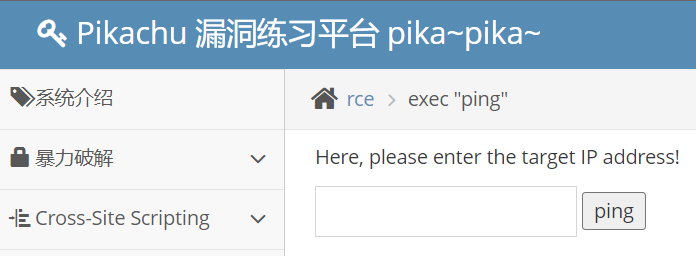 Pikachu 漏洞练习平台 pika~pika~
系统介绍
暴力破解
Cross-Site Scripting
rce > exec "ping"
Here, please enter the target IP address!
ping